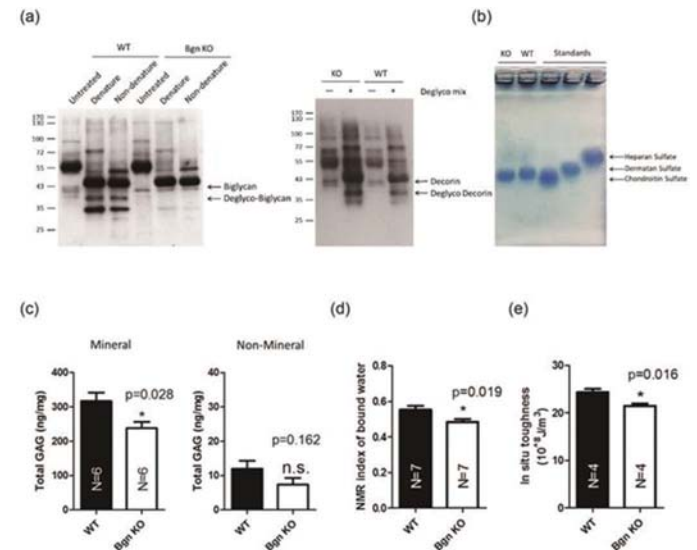 (a)
WT
Bgn KO
Untreated
Denature
Non-denature
Untreated
Denature
Non-denature
72
55
43
35
25
Biglycan
Deglyco-Biglycan
KO
WT
— + — +
Deglyco mix
100
72
55
43
35
25
Decorin
Deglyco Decorin
(b)
KO WT Standards
Heparan Sulfate
Dermatan Sulfate
Chondroitin Sulfate
(c)
Mineral
Total GAG (ng/mg)
400
300
200
100
0
p=0.028
*
N=6
N=6
WT
Bgn KO
Non-Mineral
Total GAG (ng/mg)
40
30
20
10
0
p=0.162
n.s.
WT
Bgn KO
(d)
NMR index of bound water
0.8
0.6
0.4
0.2
0.0
p=0.019
*
N=7
N=7
WT
Bgn KO
(e)
In situ toughness
(10^8 J/m³)
30
20
10
0
p=0.016
*
N=4
N=4
WT
Bgn KO